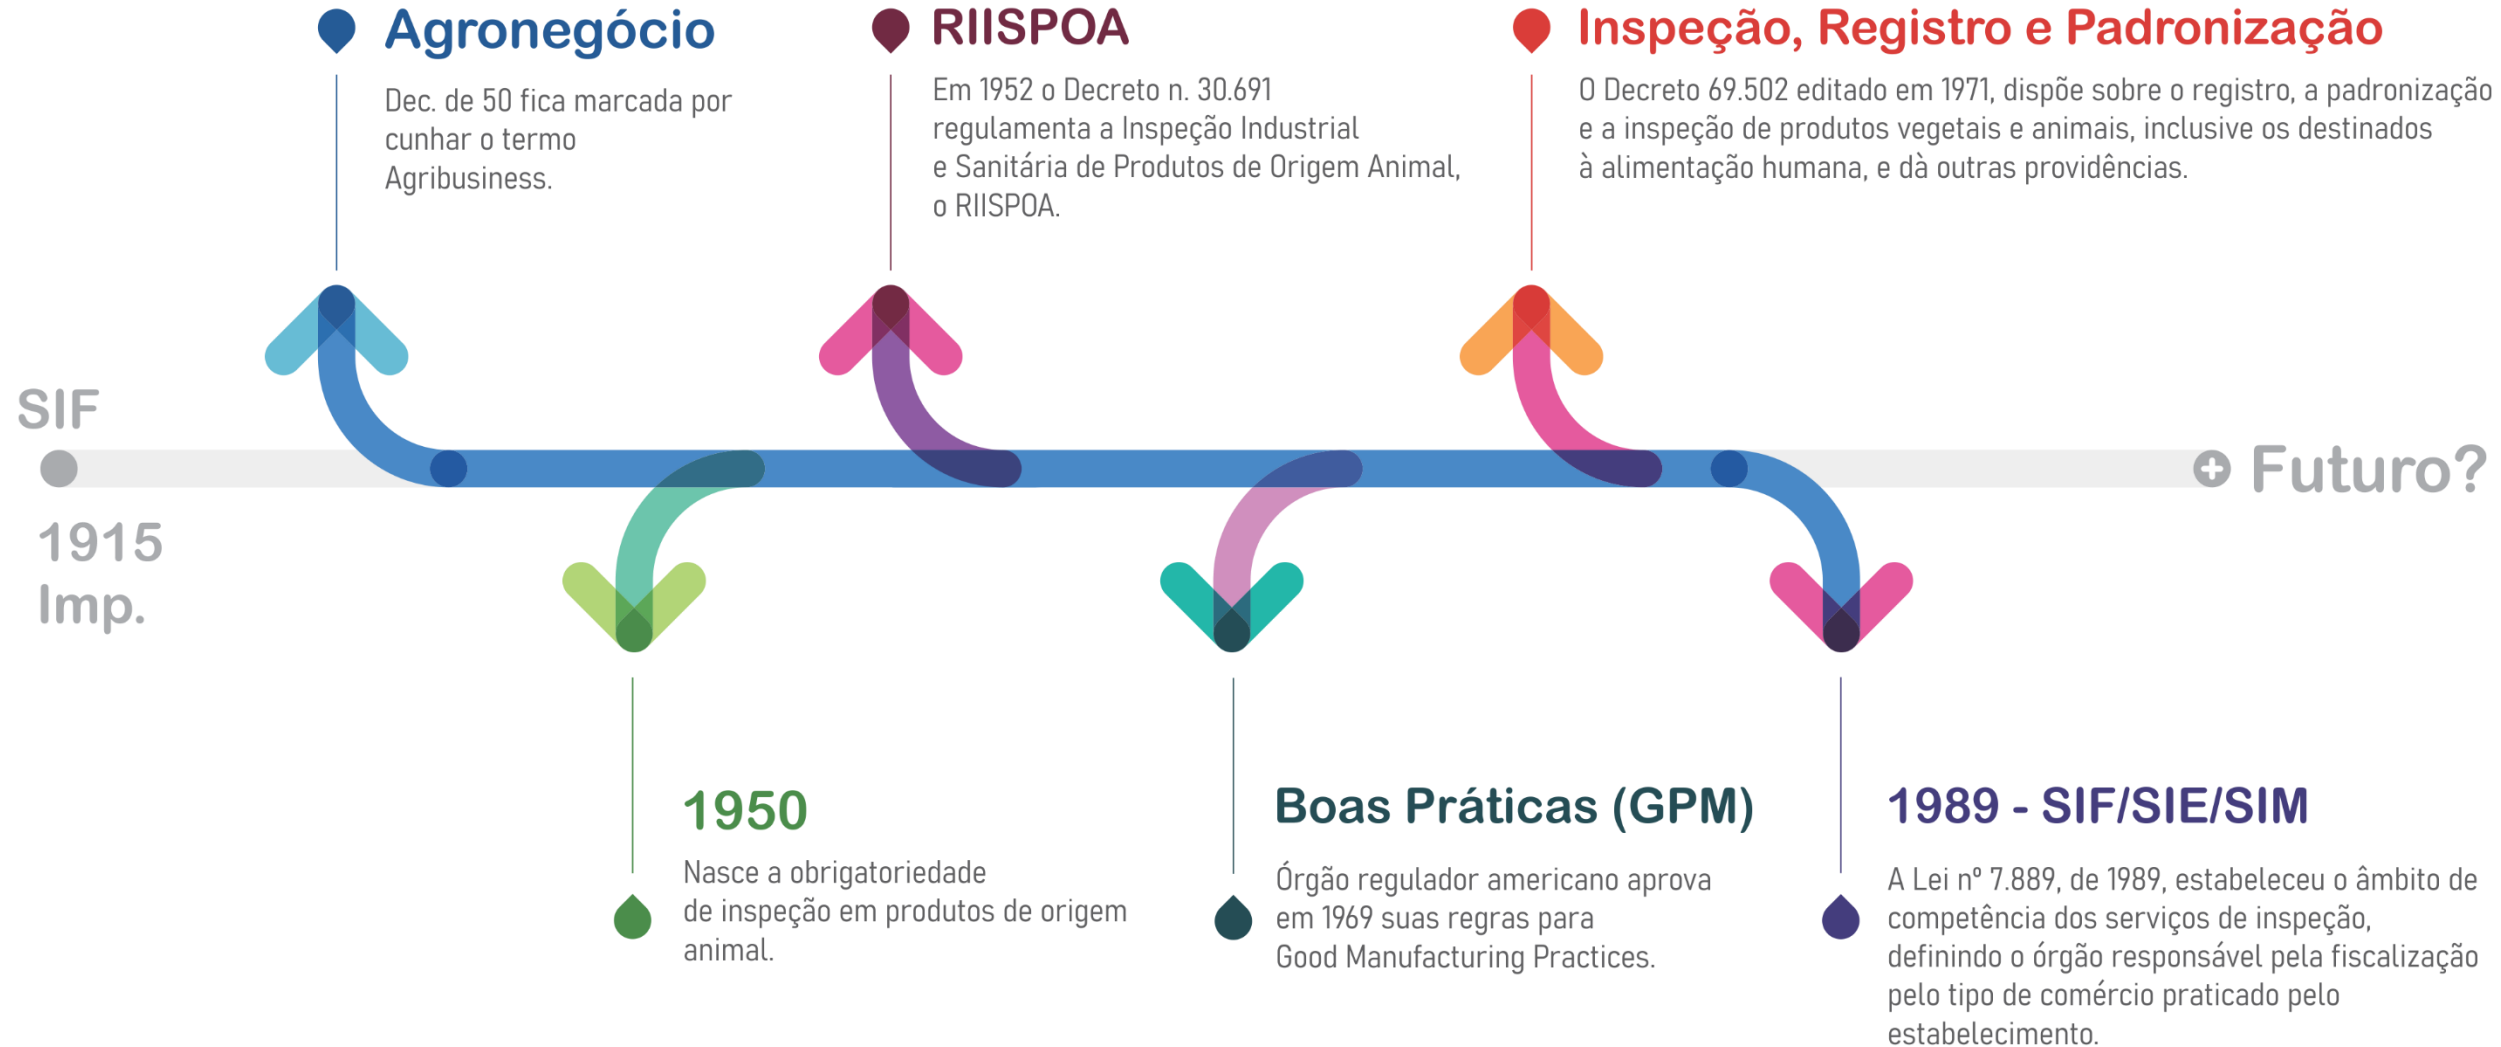 Agronegócio
Dec. de 50 fica marcada por
cunhar o termo
Agribusiness.
RIISPOA
Em 1952 o Decreto n. 30.691
regulamenta a Inspeção Industrial
e Sanitária de Produtos de Origem Animal,
o RIISPOA.
Inspeção, Registro e Padronização
O Decreto 69.502 editado em 1971, dispõe sobre o registro, a padronização
e a inspeção de produtos vegetais e animais, inclusive os destinados
à alimentação humana, e dà outras providências.
SIF
1915
Imp.
Futuro?
1950
Nasce a obrigatoriedade
de inspeção em produtos de origem
animal.
Boas Práticas (GPM)
Órgão regulador americano aprova
em 1969 suas regras para
Good Manufacturing Practices.
1989 - SIF/SIE/SIM
A Lei nº 7.889, de 1989, estabeleceu o âmbito de
competência dos serviços de inspeção,
definindo o órgão responsável pela fiscalização
pelo tipo de comércio praticado pelo
estabelecimento.